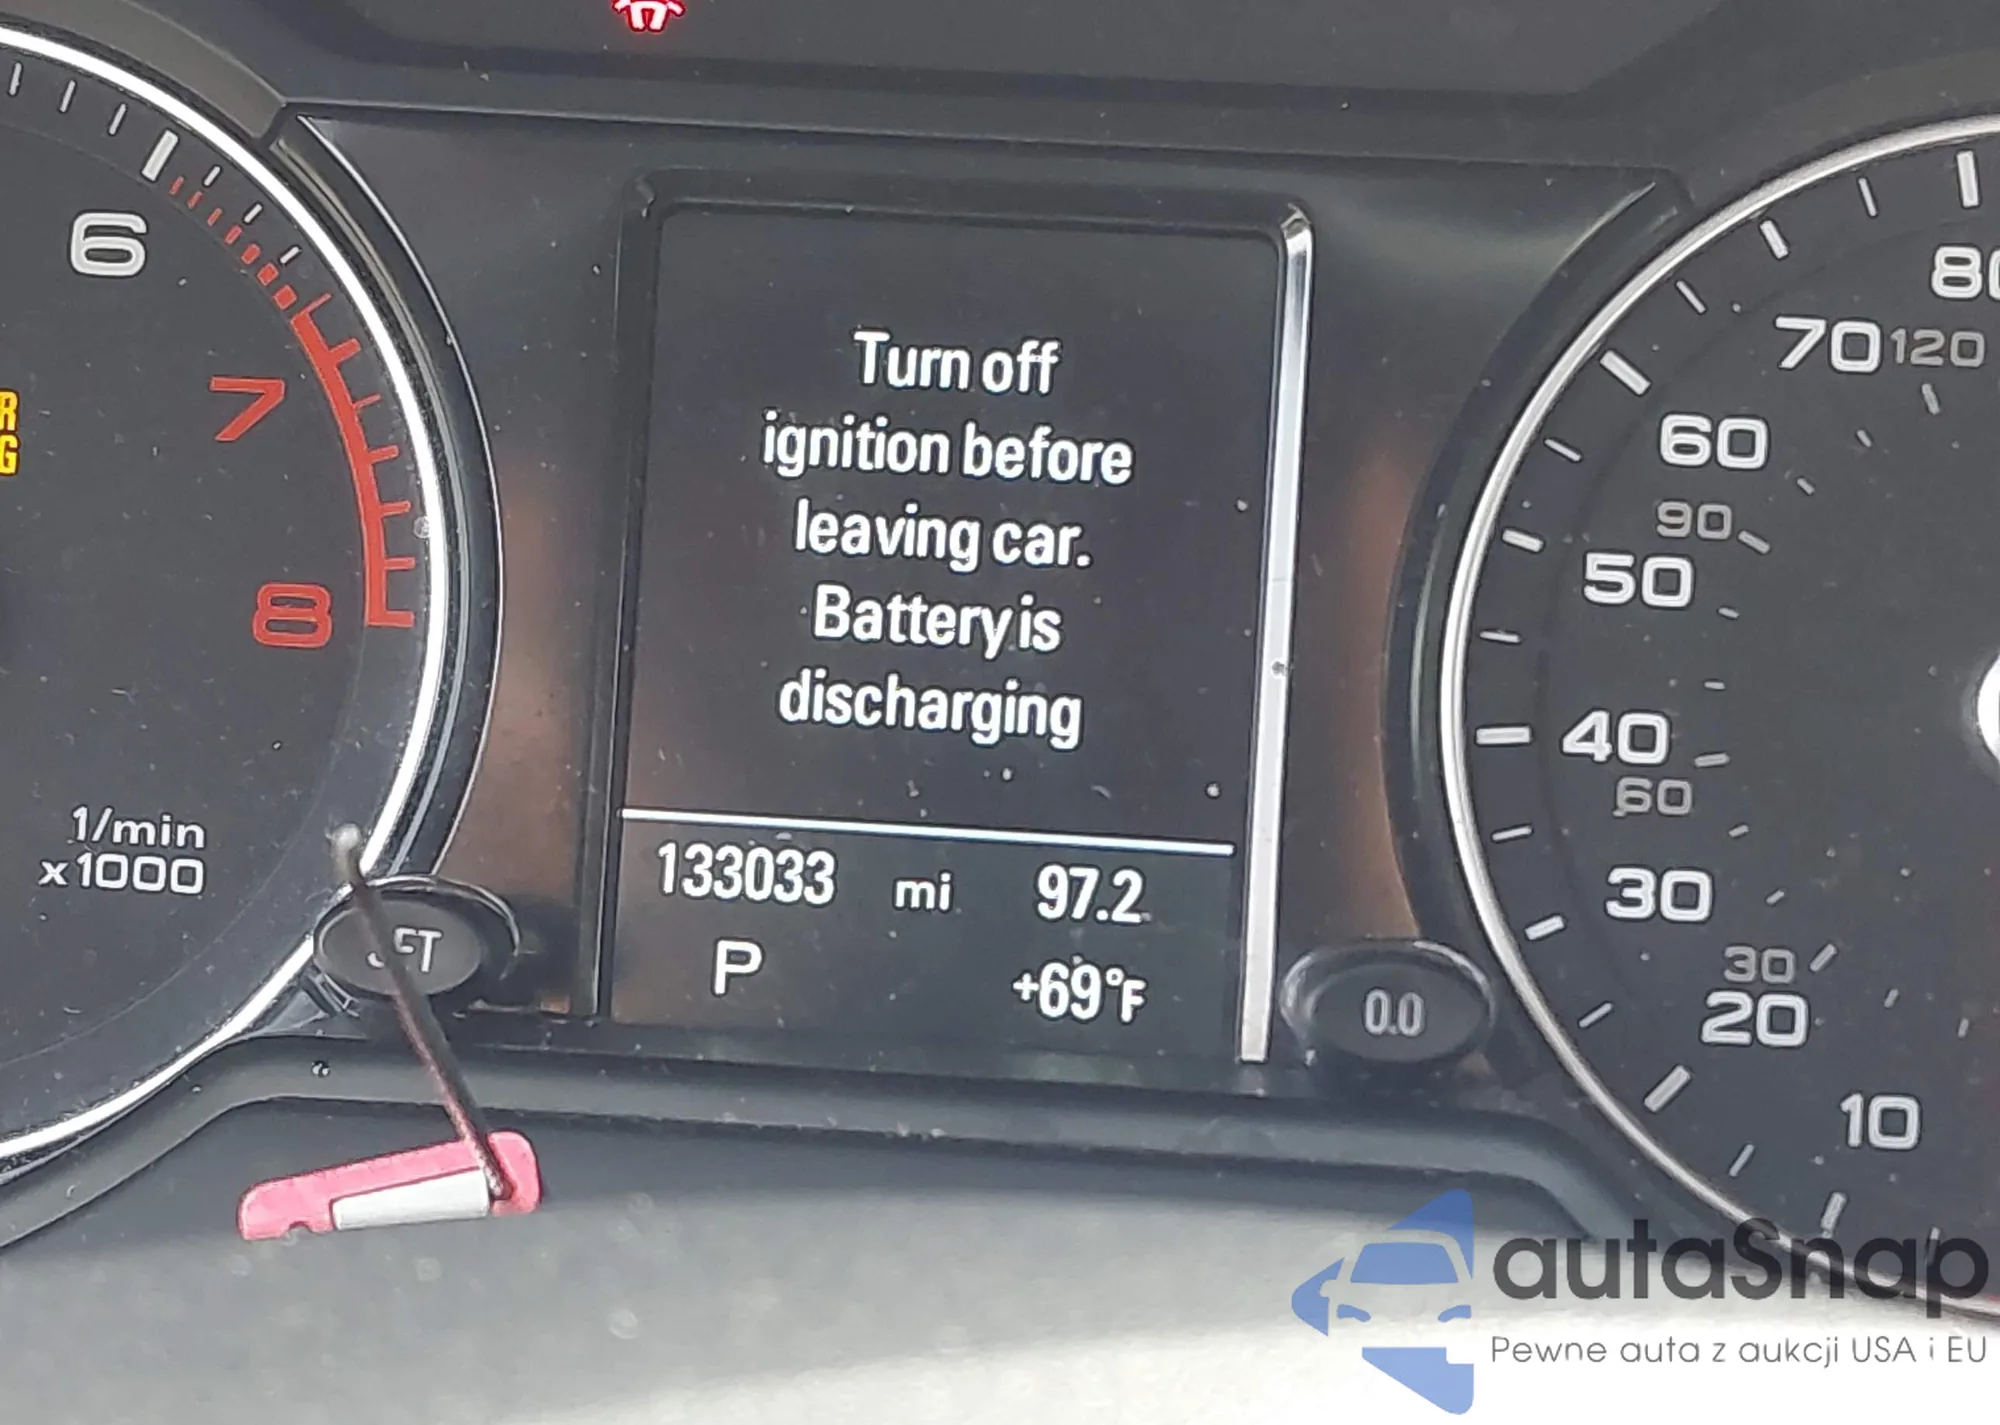 6
7
8
1/min
x1000
Turn off
ignition before
leaving car.
Battery is
discharging
133033 mi 97.2
P +69°F
0.0
80
70 120
60
90
50
40
60
30
30
20
10
autaSnap
Pewne auta z aukcji USA i EU